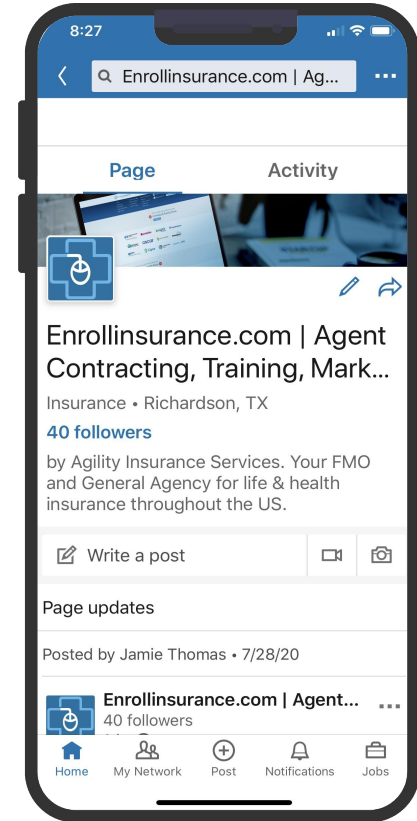 8:27
Enrollinsurance.com | Ag...
Page
Activity
Enrollinsurance.com | Agent
Contracting, Training, Mark...
Insurance • Richardson, TX
40 followers
by Agility Insurance Services. Your FMO
and General Agency for life & health
insurance throughout the US.
Write a post
Page updates
Posted by Jamie Thomas • 7/28/20
Enrollinsurance.com | Agent...
40 followers
Home
My Network
Post
Notifications
Jobs